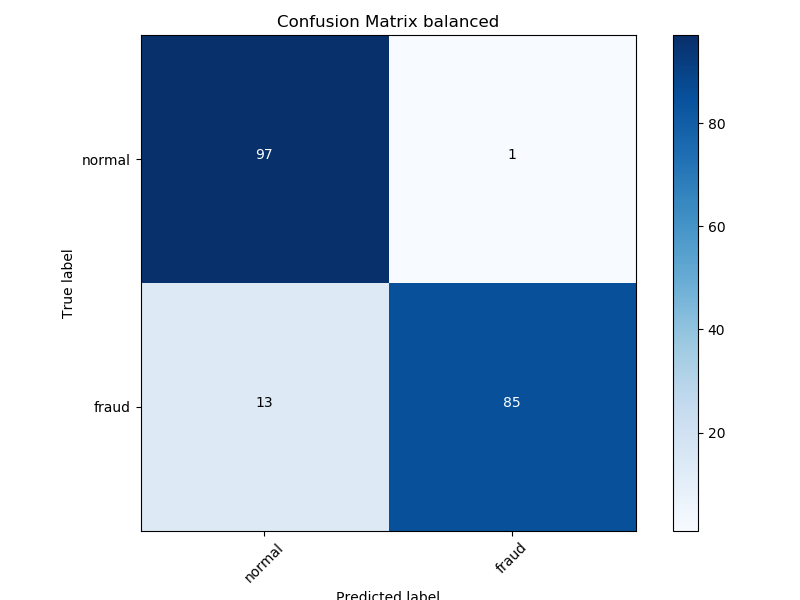 Confusion Matrix balanced
normal
97
1
fraud
13
85
True label
normal
fraud
Predicted label
80
60
40
20